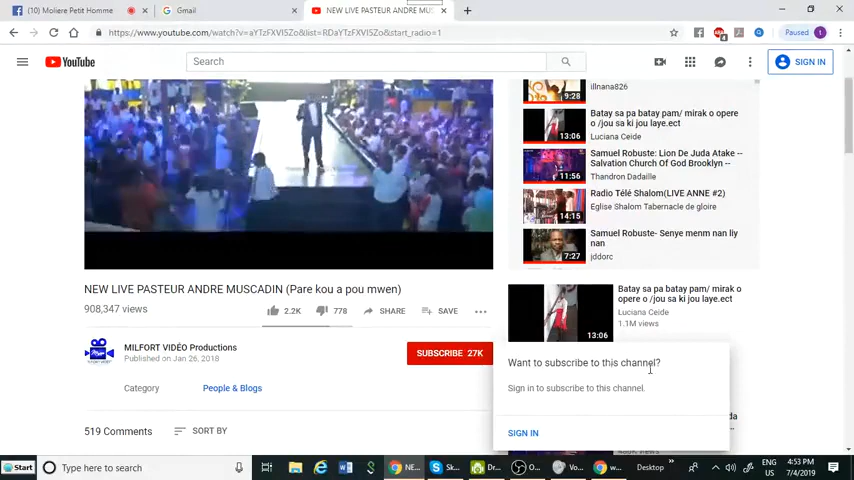 (10) Moliere Petit Homme
Gmail
NEW LIVE PASTEUR ANDRE MUSC
https://www.youtube.com/watch?v=aYTzFXVI5Zo&list=RDaYTzFXVI5Zo&start_radio=1
Paused
YouTube
Search
SIGN IN
9:28
illnana826
Batay sa pa batay pam/ mirak o opere
o /jou sa ki jou laye.ect
Luciana Ceide
13:06
Samuel Robuste: Lion De Juda Atake --
Salvation Church Of God Brooklyn --
Thandron Dadaille
11:56
Radio Télé Shalom(LIVE ANNE #2)
Eglise Shalom Tabernacle de gloire
14:15
Samuel Robuste- Senye menm nan liy
nan
jddorc
7:27
NEW LIVE PASTEUR ANDRE MUSCADIN (Pare kou a pou mwen)
908,347 views
2.2K
778
SHARE
SAVE
Batay sa pa batay pam/ mirak o
opere o /jou sa ki jou laye.ect
Luciana Ceide
1.1M views
13:06
MILFORT VIDÉO Productions
Published on Jan 26, 2018
SUBSCRIBE 27K
Category
People & Blogs
Want to subscribe to this channel?
Sign in to subscribe to this channel.
SIGN IN
519 Comments
SORT BY
Start
Type here to search
NE...
Sk...
Dr...
O...
Vo...
w...
Desktop
ENG
US
4:53 PM
7/4/2019